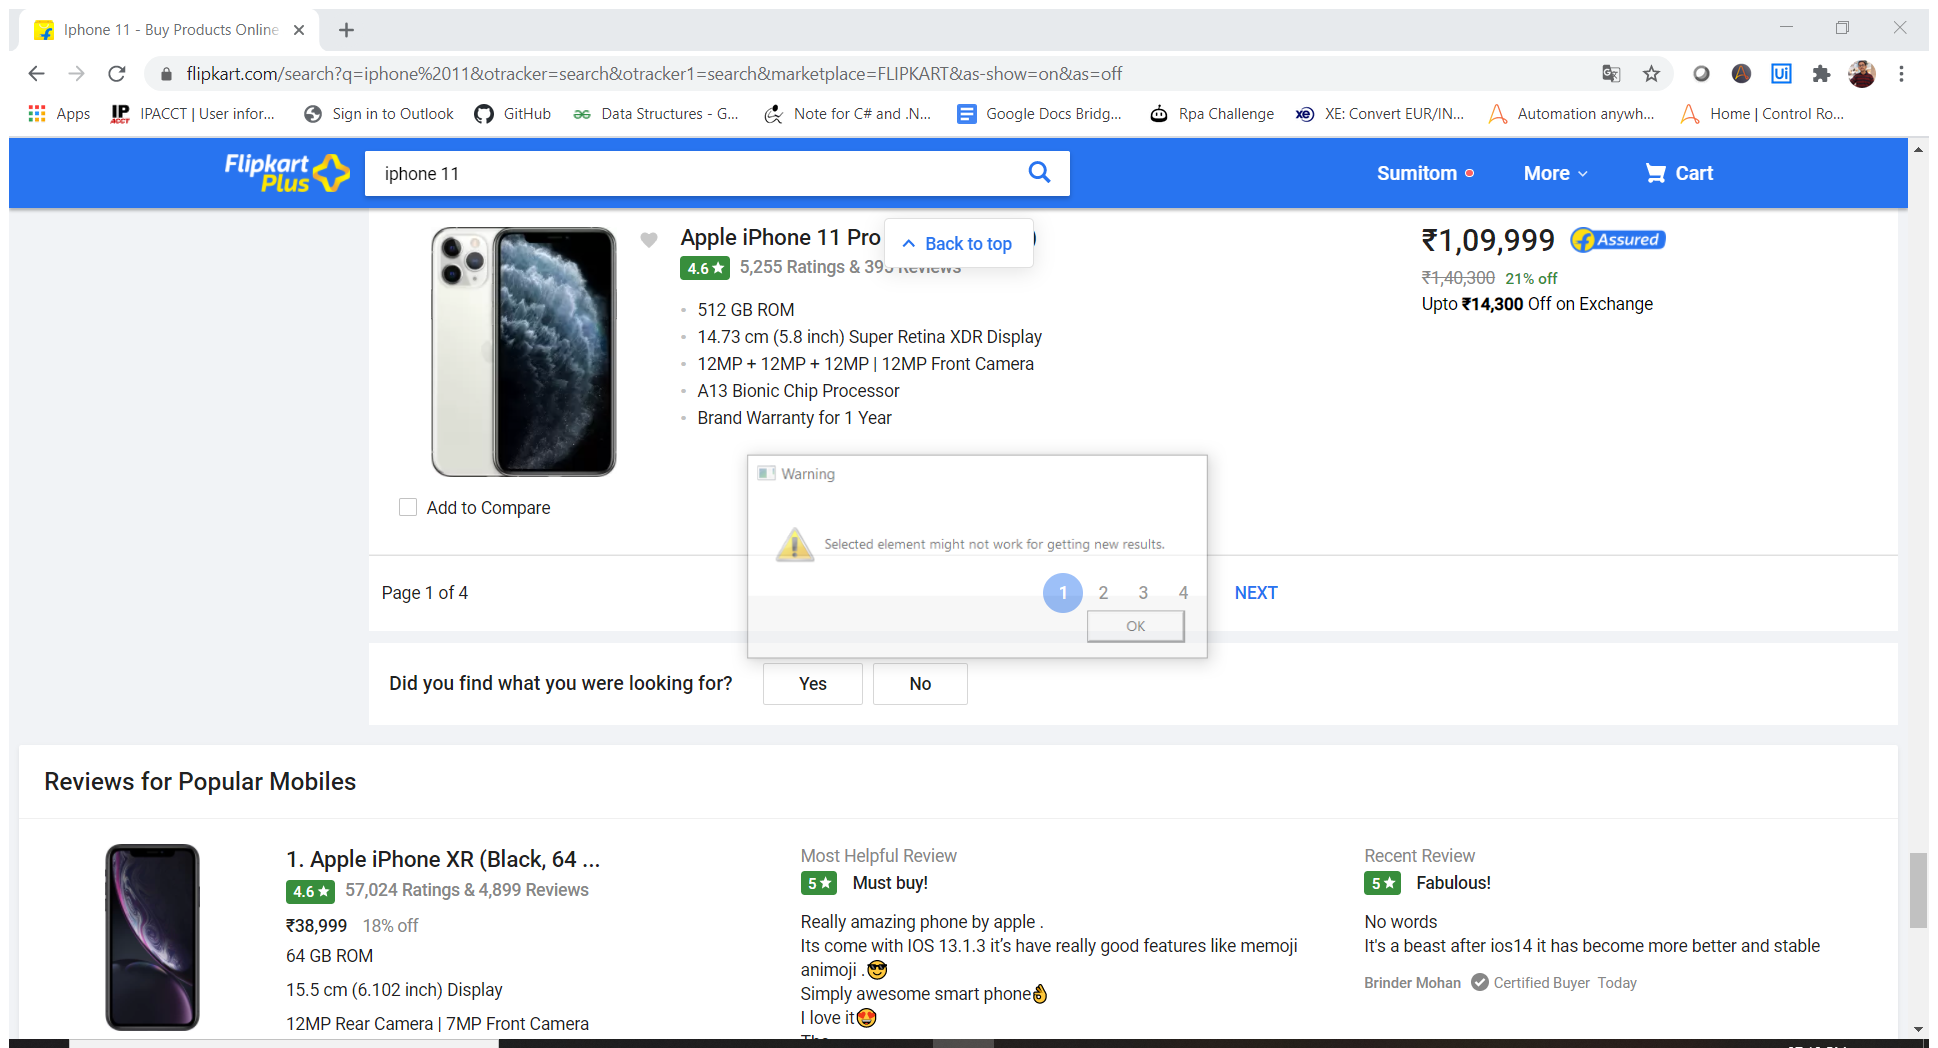 Iphone 11 - Buy Products Online
flipkart.com/search?q=iphone%2011&otracker=search&otracker1=search&marketplace=FLIPKART&as-show=on&as=off
Apps IPACCT | User infor... Sign in to Outlook GitHub Data Structures - G... Note for C# and .N... Google Docs Bridg... Rpa Challenge XE: Convert EUR/IN... Automation anywh... Home | Control Ro...
Flipkart Plus
iphone 11
Sumitom More Cart
Apple iPhone 11 Pro
Back to top
4.6★ 5,255 Ratings & 395 Reviews
512 GB ROM
14.73 cm (5.8 inch) Super Retina XDR Display
12MP + 12MP + 12MP | 12MP Front Camera
A13 Bionic Chip Processor
Brand Warranty for 1 Year
₹1,09,999 Assured
₹1,40,300 21% off
Upto ₹14,300 Off on Exchange
Add to Compare
Warning
Selected element might not work for getting new results.
OK
Page 1 of 4
1 2 3 4 NEXT
Did you find what you were looking for? Yes No
Reviews for Popular Mobiles
1. Apple iPhone XR (Black, 64 ...
4.6★ 57,024 Ratings & 4,899 Reviews
₹38,999 18% off
64 GB ROM
15.5 cm (6.102 inch) Display
12MP Rear Camera | 7MP Front Camera
Most Helpful Review
5★ Must buy!
Really amazing phone by apple .
Its come with IOS 13.1.3 it’s have really good features like memoji
animoji .😎
Simply awesome smart phone👌
I love it😍
Recent Review
5★ Fabulous!
No words
It's a beast after ios14 it has become more better and stable
Brinder Mohan Certified Buyer Today